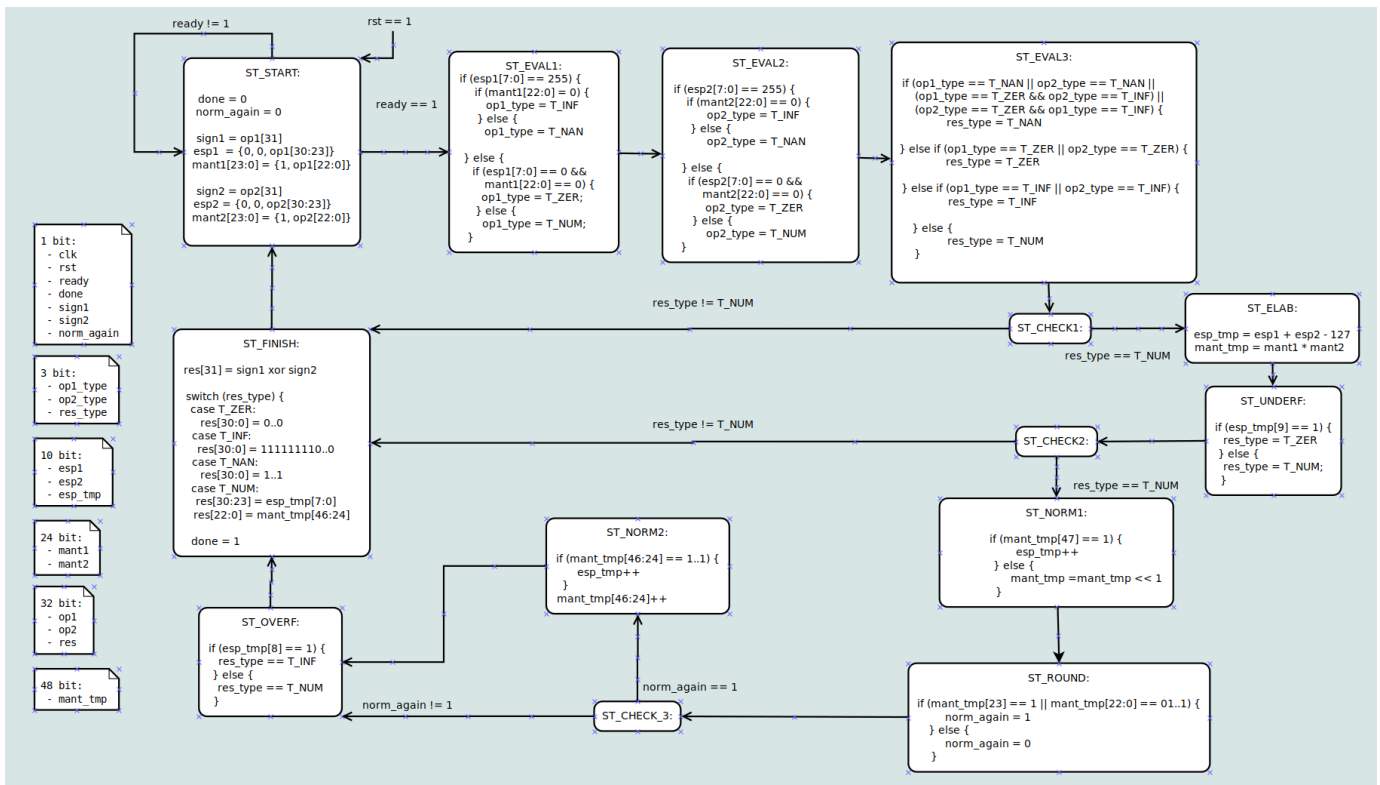 ready != 1
rst == 1
ST_START:
done = 0
norm_again = 0
sign1 = op1[31]
esp1 = {0, 0, op1[30:23]}
mant1[23:0] = {1, op1[22:0]}
sign2 = op2[31]
esp2 = {0, 0, op2[30:23]}
mant2[23:0] = {1, op2[22:0]}
ready == 1
ST_EVAL1:
if (esp1[7:0] == 255) {
if (mant1[22:0] = 0) {
op1_type = T_INF
} else {
op1_type = T_NAN
} else {
if (esp1[7:0] == 0 &&
mant1[22:0] == 0) {
op1_type = T_ZER;
} else {
op1_type = T_NUM;
}
ST_EVAL2:
if (esp2[7:0] == 255) {
if (mant2[22:0] == 0) {
op2_type = T_INF
} else {
op2_type = T_NAN
} else {
if (esp2[7:0] == 0 &&
mant2[22:0] == 0) {
op2_type = T_ZER
} else {
op2_type = T_NUM
}
ST_EVAL3:
if (op1_type == T_NAN || op2_type == T_NAN ||
(op1_type == T_ZER && op2_type == T_INF) ||
(op2_type == T_ZER && op1_type == T_INF) {
res_type = T_NAN
} else if (op1_type == T_ZER || op2_type == T_ZER) {
res_type = T_ZER
} else if (op1_type == T_INF || op2_type == T_INF) {
res_type = T_INF
} else {
res_type = T_NUM
}
1 bit:
- clk
- rst
- ready
- done
- sign1
- sign2
- norm_again
3 bit:
- op1_type
- op2_type
- res_type
10 bit:
- esp1
- esp2
- esp_tmp
24 bit:
- mant1
- mant2
32 bit:
- op1
- op2
- res
48 bit:
- mant_tmp
res_type != T_NUM
ST_CHECK1:
res_type == T_NUM
ST_ELAB:
esp_tmp = esp1 + esp2 - 127
mant_tmp = mant1 * mant2
ST_UNDERF:
if (esp_tmp[9] == 1) {
res_type = T_ZER
} else {
res_type = T_NUM;
}
res_type != T_NUM
ST_CHECK2:
res_type == T_NUM
ST_FINISH:
res[31] = sign1 xor sign2
switch (res_type) {
case T_ZER:
res[30:0] = 0..0
case T_INF:
res[30:0] = 111111110..0
case T_NAN:
res[30:0] = 1..1
case T_NUM:
res[30:23] = esp_tmp[7:0]
res[22:0] = mant_tmp[46:24]
done = 1
ST_NORM1:
if (mant_tmp[47] == 1) {
esp_tmp++
} else {
mant_tmp =mant_tmp << 1
}
ST_NORM2:
if (mant_tmp[46:24] == 1..1) {
esp_tmp++
}
mant_tmp[46:24]++
ST_OVERF:
if (esp_tmp[8] == 1) {
res_type == T_INF
} else {
res_type == T_NUM
}
norm_again == 1
norm_again != 1
ST_CHECK_3:
ST_ROUND:
if (mant_tmp[23] == 1 || mant_tmp[22:0] == 01..1) {
norm_again = 1
} else {
norm_again = 0
}